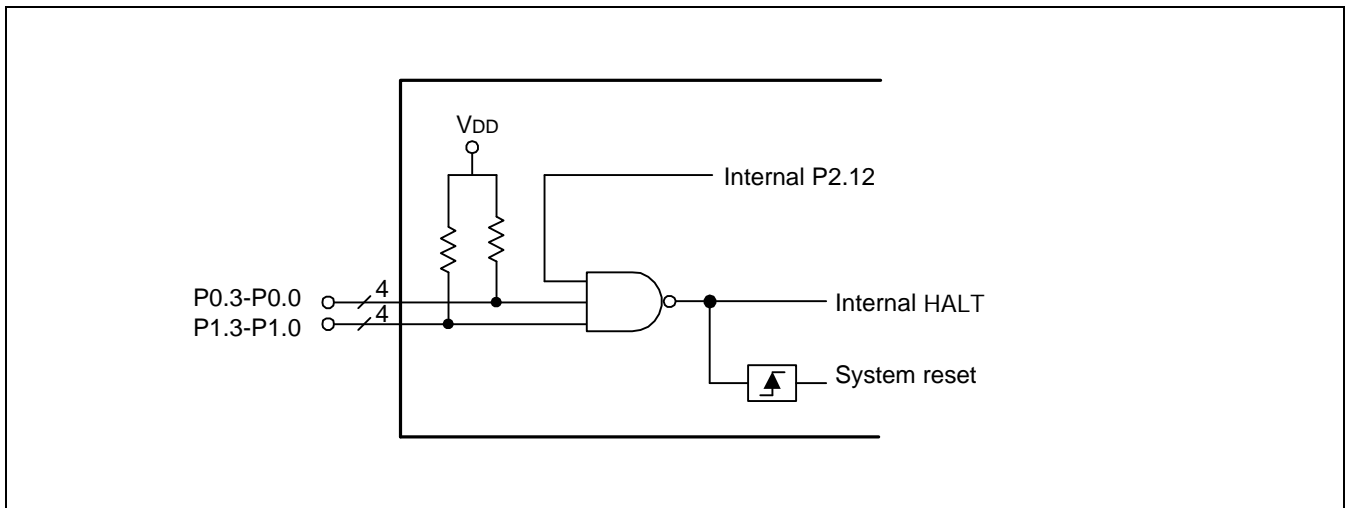 VDD
Internal P2.12
4
P0.3-P0.0
4
P1.3-P1.0
Internal HALT
System reset